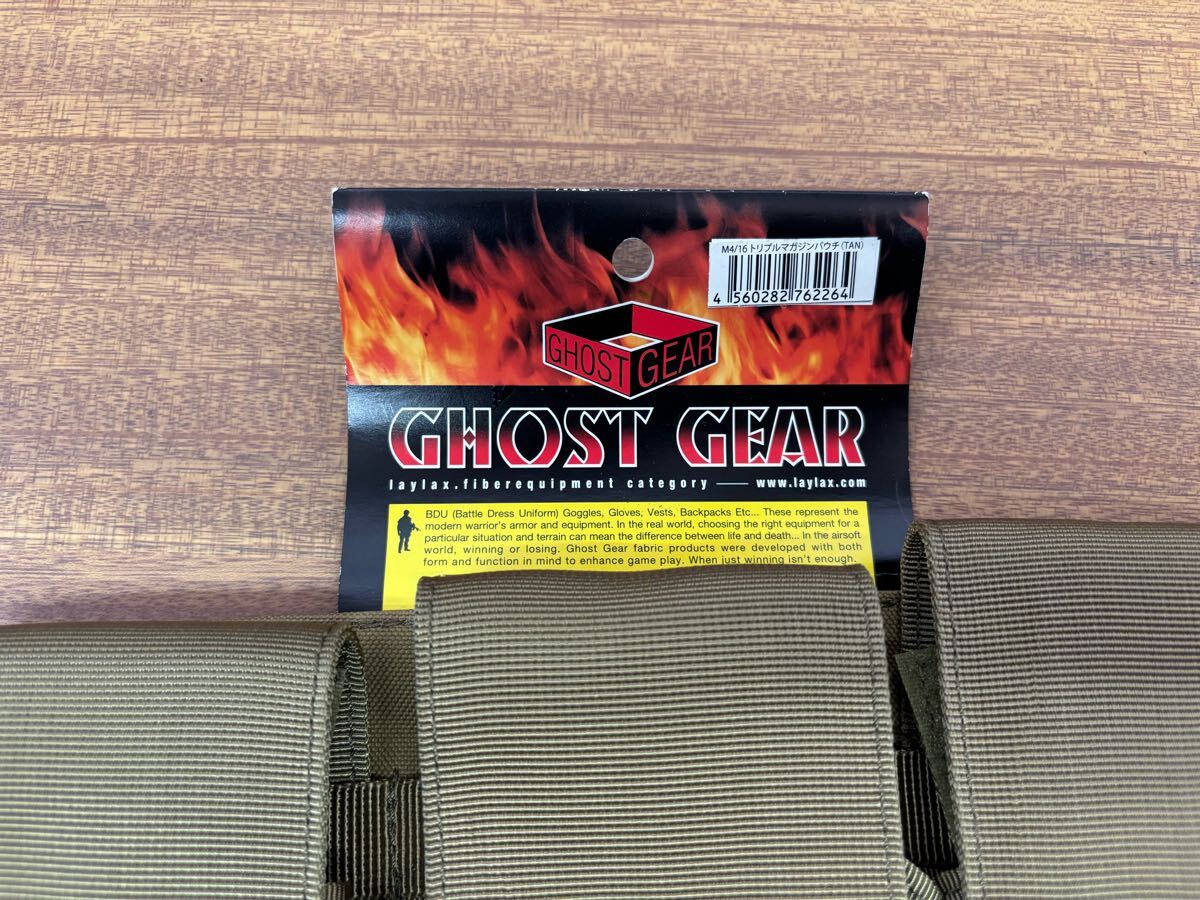 M4/16 トリプルマガジンパウチ(TAN)
4 560282 762264
GHOST GEAR
GHOST GEAR
laylax.fiberequipment category —— www.laylax.com
BDU (Battle Dress Uniform) Goggles, Gloves, Vests, Backpacks Etc... These represent the
modern warrior's armor and equipment. In the real world, choosing the right equipment for a
particular situation and terrain can mean the difference between life and death... In the airsoft
world, winning or losing. Ghost Gear fabric products were developed with both
form and function in mind to enhance game play. When just winning isn't enough.